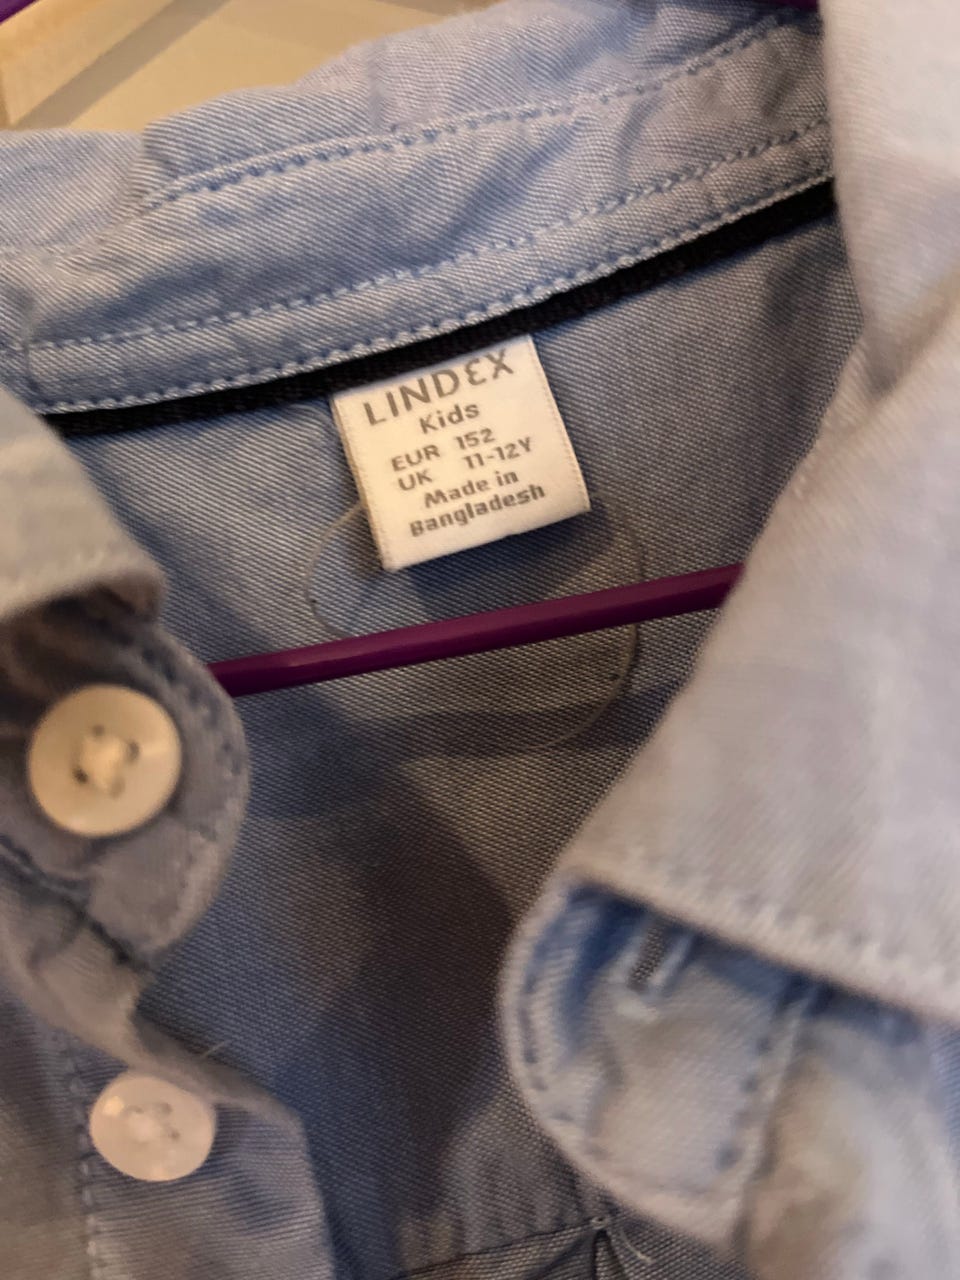 LINDEX
Kids
EUR 152
UK 11-12Y
Made in
Bangladesh